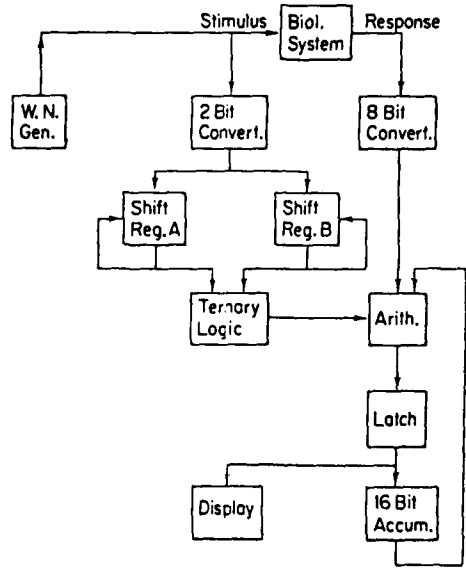 Stimulus
Biol.
System
Response
W. N.
Gen.
2 Bit
Convert.
8 Bit
Convert.
Shift
Reg. A
Shift
Reg. B
Ternary
Logic
Arith.
Latch
Display
16 Bit
Accum.